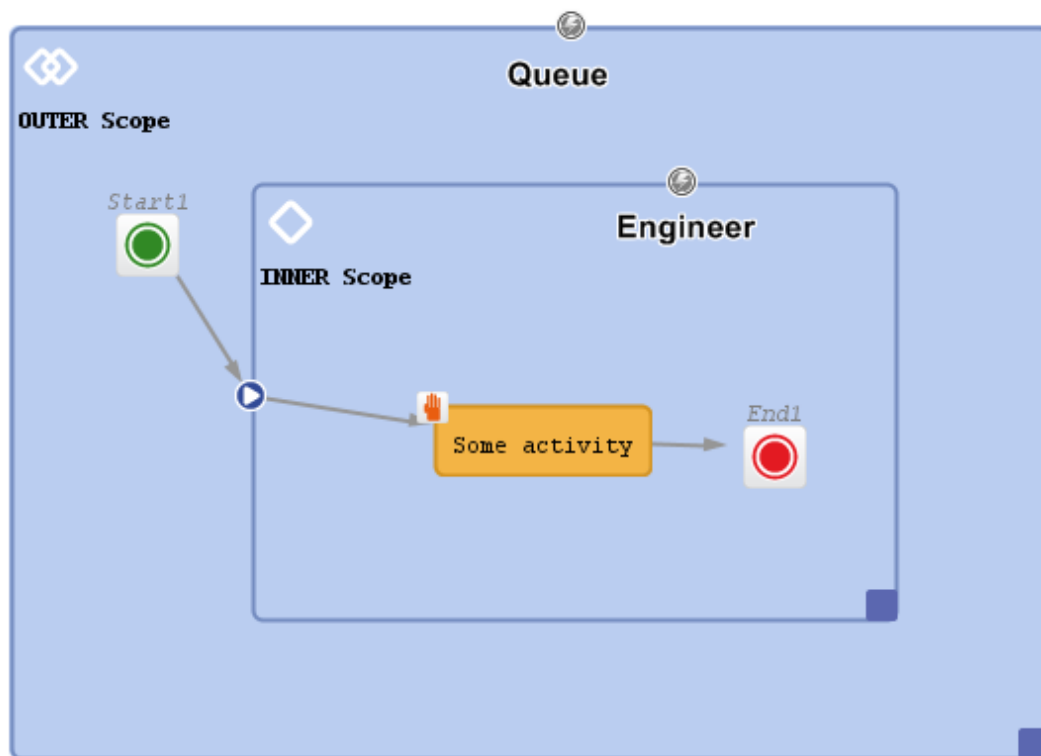 Queue
OUTER Scope
Start1
Engineer
INNER Scope
Some activity
End1